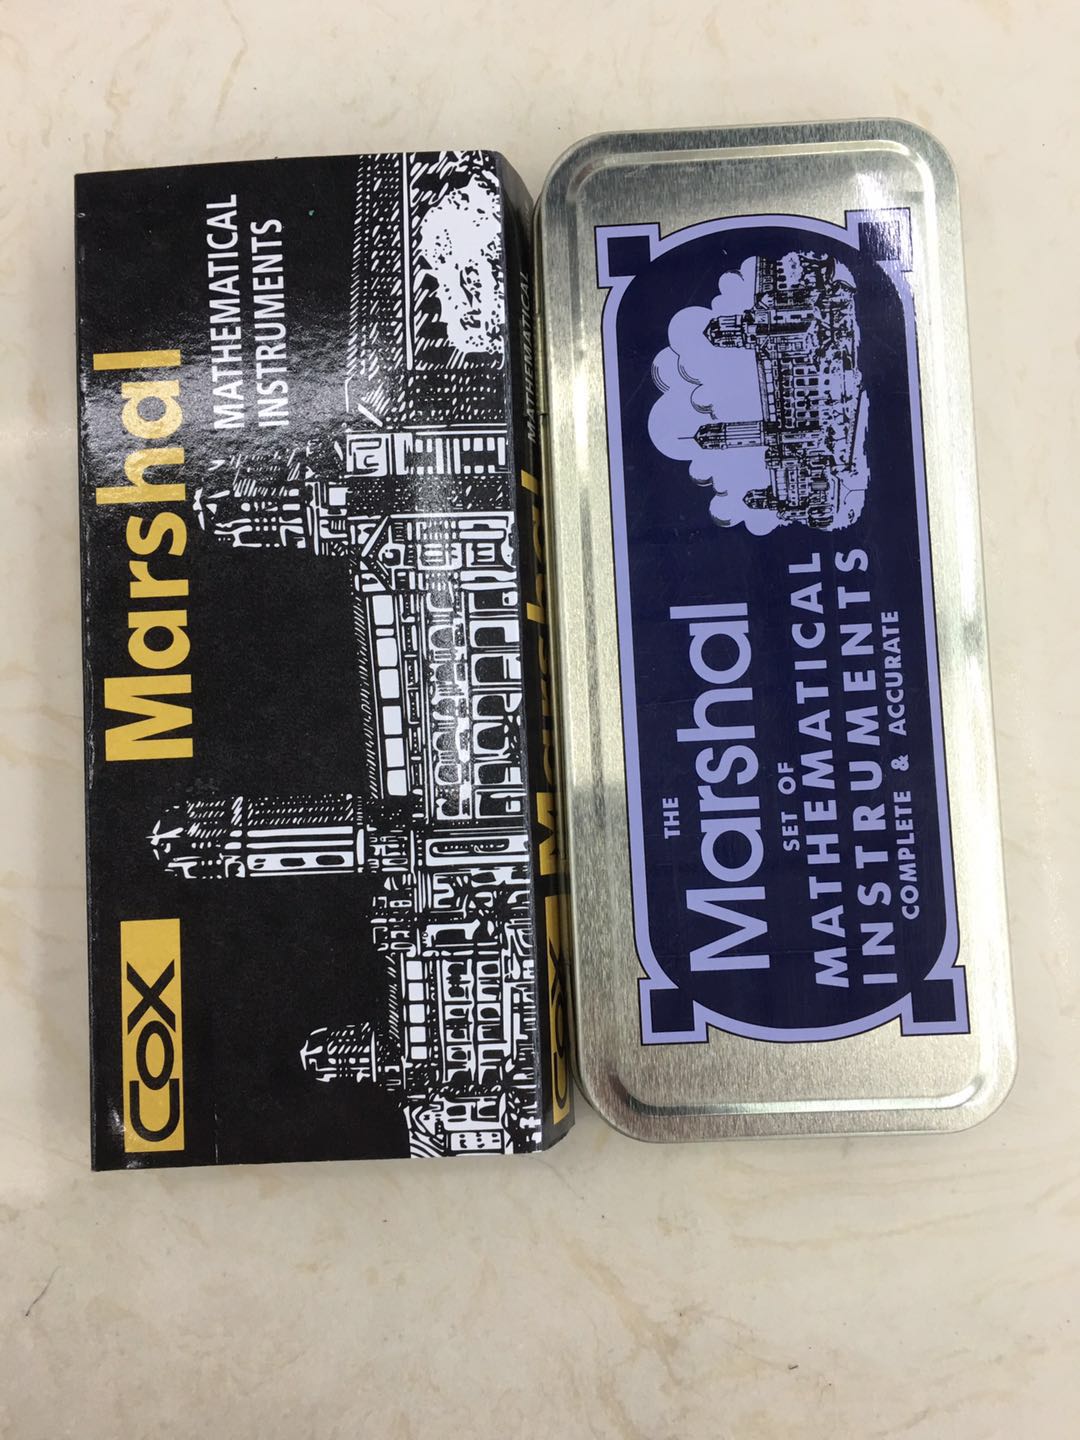 COX
Marshal
MATHEMATICAL
INSTRUMENTS
MATHEMATICAL
Marshal
COX
THE
Marshal
SET OF
MATHEMATICAL
INSTRUMENTS
COMPLETE & ACCURATE